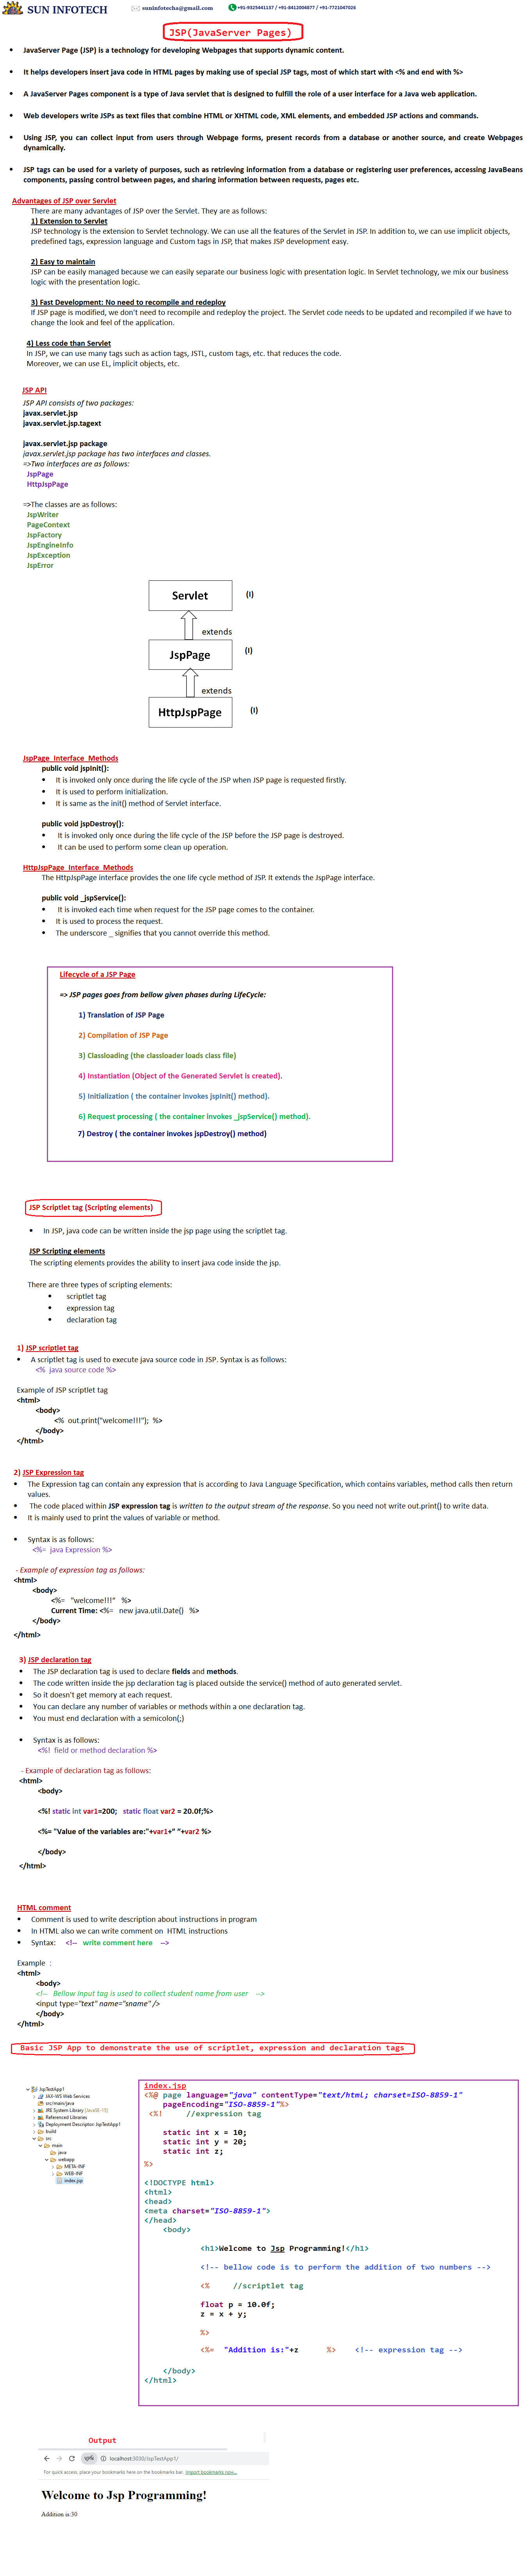 SUN INFOTECH
suninfotecha@gmail.com
+91-9325441137 / +91-8412004877 / +91-7721047026
JSP(JavaServer Pages)
• JavaServer Page (JSP) is a technology for developing Webpages that supports dynamic content.
• It helps developers insert java code in HTML pages by making use of special JSP tags, most of which start with <% and end with %>
• A JavaServer Pages component is a type of Java servlet that is designed to fulfill the role of a user interface for a Java web application.
• Web developers write JSPs as text files that combine HTML or XHTML code, XML elements, and embedded JSP actions and commands.
• Using JSP, you can collect input from users through Webpage forms, present records from a database or another source, and create Webpages
dynamically.
• JSP tags can be used for a variety of purposes, such as retrieving information from a database or registering user preferences, accessing JavaBeans
components, passing control between pages, and sharing information between requests, pages etc.
Advantages of JSP over Servlet
There are many advantages of JSP over the Servlet. They are as follows:
1) Extension to Servlet
JSP technology is the extension to Servlet technology. We can use all the features of the Servlet in JSP. In addition to, we can use implicit objects,
predefined tags, expression language and Custom tags in JSP, that makes JSP development easy.
2) Easy to maintain
JSP can be easily managed because we can easily separate our business logic with presentation logic. In Servlet technology, we mix our business
logic with the presentation logic.
3) Fast Development: No need to recompile and redeploy
If JSP page is modified, we don't need to recompile and redeploy the project. The Servlet code needs to be updated and recompiled if we have to
change the look and feel of the application.
4) Less code than Servlet
In JSP, we can use many tags such as action tags, JSTL, custom tags, etc. that reduces the code.
Moreover, we can use EL, implicit objects, etc.
JSP API
JSP API consists of two packages:
javax.servlet.jsp
javax.servlet.jsp.tagext
javax.servlet.jsp package
javax.servlet.jsp package has two interfaces and classes.
=>Two interfaces are as follows:
JspPage
HttpJspPage
=>The classes are as follows:
JspWriter
PageContext
JspFactory
JspEngineInfo
JspException
JspError
Servlet (I)
extends
JspPage (I)
extends
HttpJspPage (I)
JspPage Interface Methods
public void jspInit():
• It is invoked only once during the life cycle of the JSP when JSP page is requested firstly.
• It is used to perform initialization.
• It is same as the init() method of Servlet interface.
public void jspDestroy():
• It is invoked only once during the life cycle of the JSP before the JSP page is destroyed.
• It can be used to perform some clean up operation.
HttpJspPage Interface Methods
The HttpJspPage interface provides the one life cycle method of JSP. It extends the JspPage interface.
public void _jspService():
• It is invoked each time when request for the JSP page comes to the container.
• It is used to process the request.
• The underscore _ signifies that you cannot override this method.
Lifecycle of a JSP Page
=> JSP pages goes from bellow given phases during LifeCycle:
1) Translation of JSP Page
2) Compilation of JSP Page
3) Classloading (the classloader loads class file)
4) Instantiation (Object of the Generated Servlet is created).
5) Initialization ( the container invokes jspInit() method).
6) Request processing ( the container invokes _jspService() method).
7) Destroy ( the container invokes jspDestroy() method)
JSP Scriptlet tag (Scripting elements)
• In JSP, java code can be written inside the jsp page using the scriptlet tag.
JSP Scripting elements
The scripting elements provides the ability to insert java code inside the jsp.
There are three types of scripting elements:
• scriptlet tag
• expression tag
• declaration tag
1) JSP scriptlet tag
• A scriptlet tag is used to execute java source code in JSP. Syntax is as follows:
<% java source code %>
Example of JSP scriptlet tag
<html>
<body>
<% out.print("welcome!!!"); %>
</body>
</html>
2) JSP Expression tag
• The Expression tag can contain any expression that is according to Java Language Specification, which contains variables, method calls then return
values.
• The code placed within JSP expression tag is written to the output stream of the response. So you need not write out.print() to write data.
• It is mainly used to print the values of variable or method.
• Syntax is as follows:
<%= java Expression %>
- Example of expression tag as follows:
<html>
<body>
<%= "welcome!!!" %>
Current Time: <%= new java.util.Date() %>
</body>
</html>
3) JSP declaration tag
• The JSP declaration tag is used to declare fields and methods.
• The code written inside the jsp declaration tag is placed outside the service() method of auto generated servlet.
• So it doesn't get memory at each request.
• You can declare any number of variables or methods within a one declaration tag.
• You must end declaration with a semicolon(;)
• Syntax is as follows:
<%! field or method declaration %>
- Example of declaration tag as follows:
<html>
<body>
<%! static int var1=200; static float var2 = 20.0f;%>
<%= "Value of the variables are:"+var1+" "+var2 %>
</body>
</html>
HTML comment
• Comment is used to write description about instructions in program
• In HTML also we can write comment on HTML instructions
• Syntax: <!-- write comment here -->
Example :
<html>
<body>
<!-- Bellow Input tag is used to collect student name from user -->
<input type="text" name="sname" />
</body>
</html>
Basic JSP App to demonstrate the use of scriptlet, expression and declaration tags
JspTestApp1
JAX-WS Web Services
src/main/java
JRE System Library [JavaSE-15]
Referenced Libraries
Deployment Descriptor: JspTestApp1
build
src
main
java
webapp
META-INF
WEB-INF
index.jsp
index.jsp
<%@ page language="java" contentType="text/html; charset=ISO-8859-1"
pageEncoding="ISO-8859-1"%>
<%! //expression tag
static int x = 10;
static int y = 20;
static int z;
%>
<!DOCTYPE html>
<html>
<head>
<meta charset="ISO-8859-1">
</head>
<body>
<h1>Welcome to Jsp Programming!</h1>
<!-- bellow code is to perform the addition of two numbers -->
<% //scriptlet tag
float p = 10.0f;
z = x + y;
%>
<%= "Addition is:"+z %> <!-- expression tag -->
</body>
</html>
Output
localhost:3030/JspTestApp1/
For quick access, place your bookmarks here on the bookmarks bar. Import bookmarks now...
Welcome to Jsp Programming!
Addition is:30